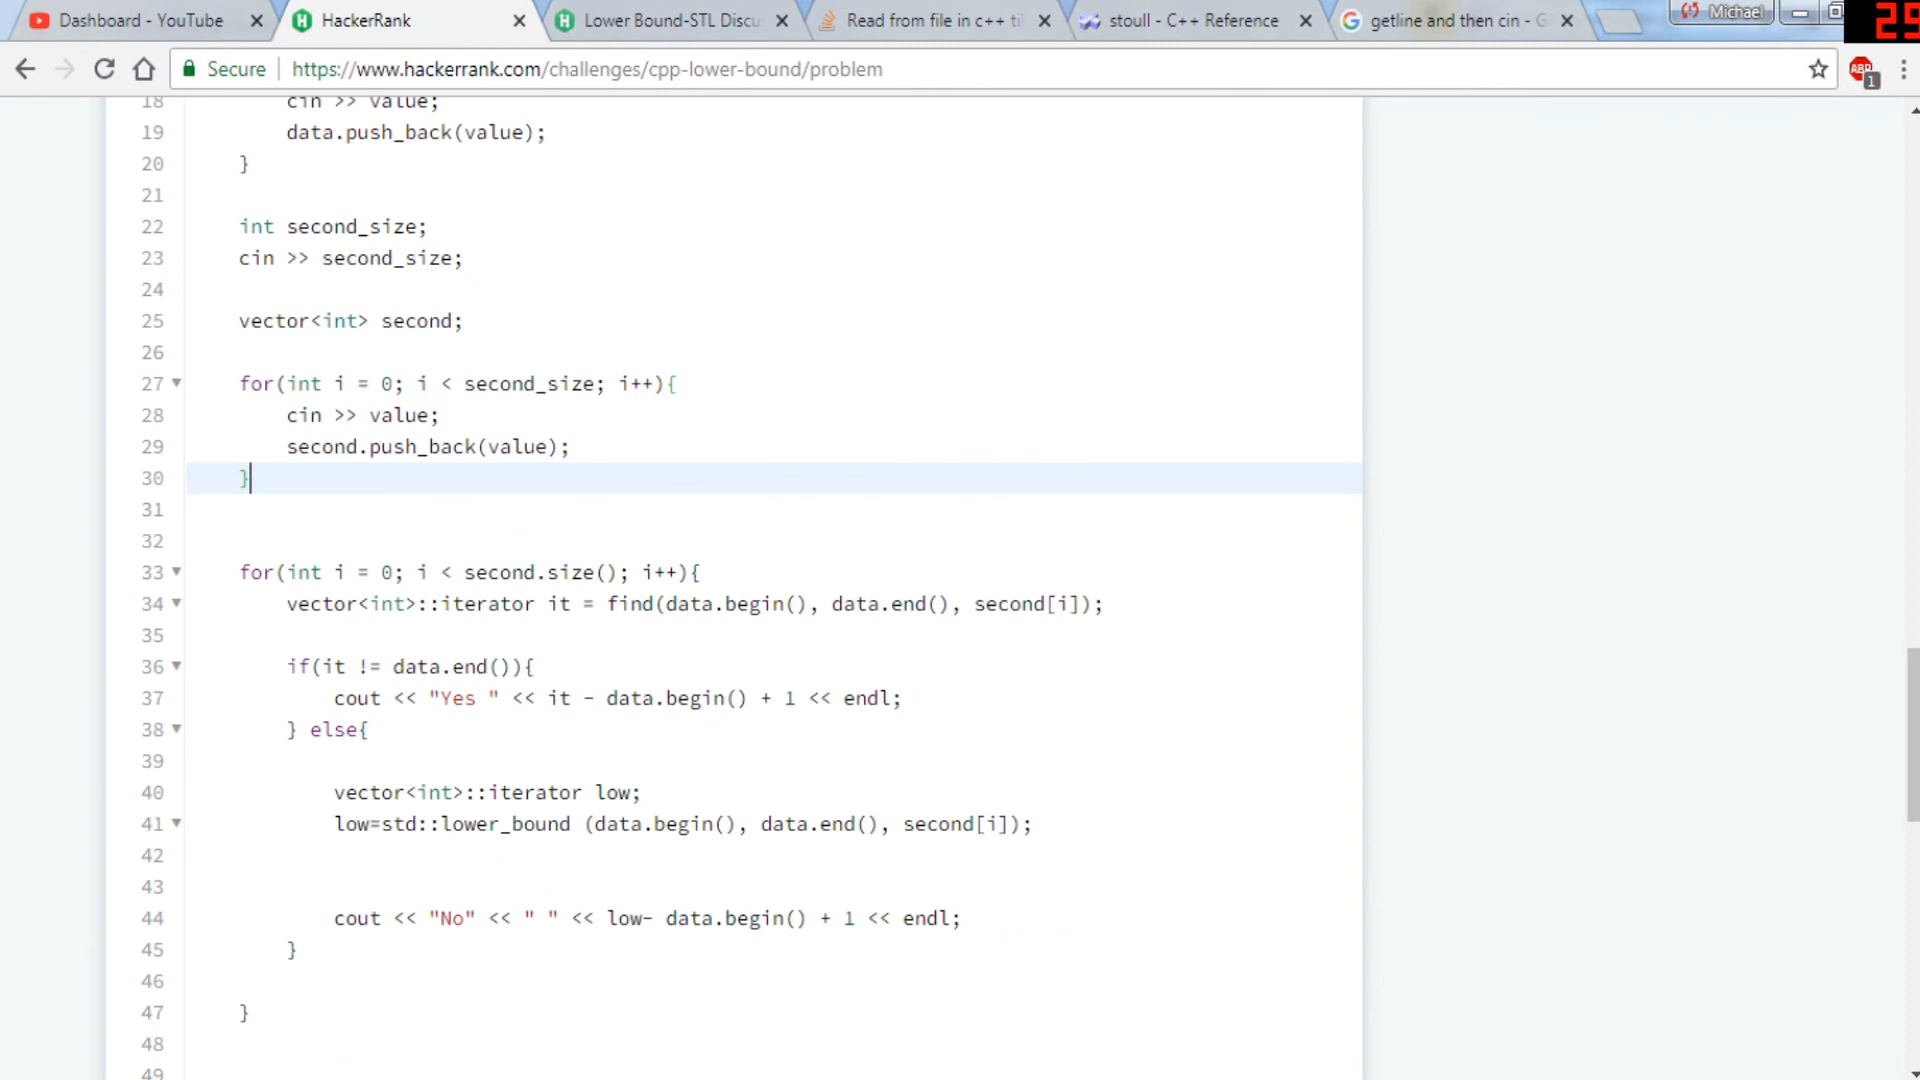 Dashboard - YouTube
HackerRank
Lower Bound-STL Discu
Read from file in c++ ti
stoull - C++ Reference
getline and then cin - G
Michael
29
Secure
https://www.hackerrank.com/challenges/cpp-lower-bound/problem
ABP
1
18 cin >> value;
19 data.push_back(value);
20 }
21
22 int second_size;
23 cin >> second_size;
24
25 vector<int> second;
26
27 for(int i = 0; i < second_size; i++){
28 cin >> value;
29 second.push_back(value);
30 }
31
32
33 for(int i = 0; i < second.size(); i++){
34 vector<int>::iterator it = find(data.begin(), data.end(), second[i]);
35
36 if(it != data.end()){
37 cout << "Yes " << it - data.begin() + 1 << endl;
38 } else{
39
40 vector<int>::iterator low;
41 low=std::lower_bound (data.begin(), data.end(), second[i]);
42
43
44 cout << "No" << " " << low- data.begin() + 1 << endl;
45 }
46
47 }
48
49